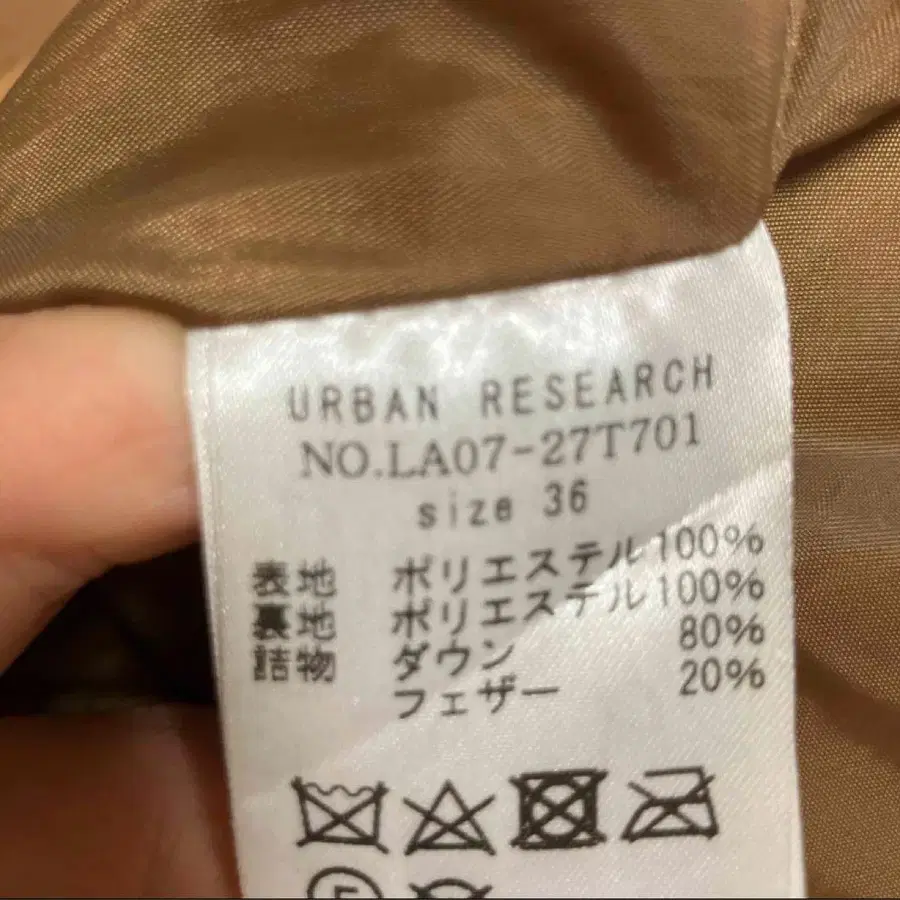 URBAN RESEARCH
NO.LA07-27T701
size 36
表地 ポリエステル100%
裏地 ポリエステル100%
詰物 ダウン 80%
フェザー 20%